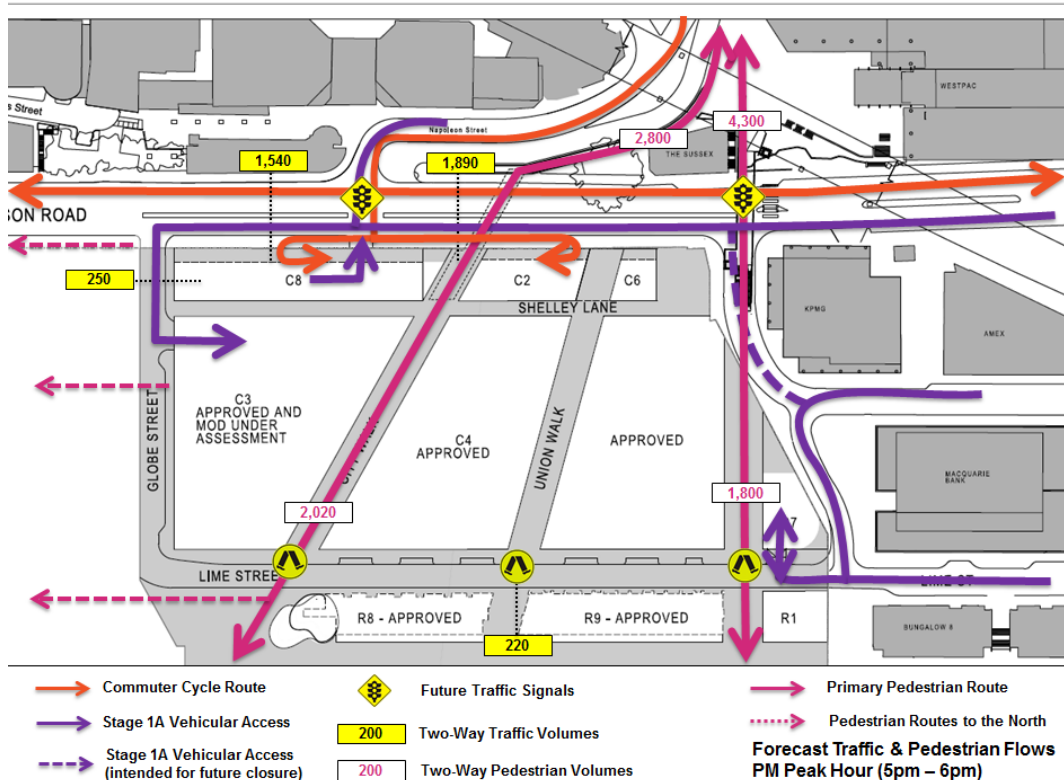 WESTPAC
4,300
s Street
Napoleon Street
2,800
THE SUSSEX
1,540
1,890
SON ROAD
250
C8
C2
C6
SHELLEY LANE
KPMG
AMEX
C3
APPROVED AND
MOD UNDER
ASSESSMENT
GLOBE STREET
C4
APPROVED
UNION WALK
APPROVED
MACQUARIE
BANK
2,020
1,800
7
LIME STREET
LIME ST
R8 - APPROVED
R9 - APPROVED
R1
BUNGALOW 8
220
Commuter Cycle Route
Future Traffic Signals
Primary Pedestrian Route
Stage 1A Vehicular Access
200
Two-Way Traffic Volumes
Pedestrian Routes to the North
Stage 1A Vehicular Access
(intended for future closure)
200
Two-Way Pedestrian Volumes
Forecast Traffic & Pedestrian Flows
PM Peak Hour (5pm – 6pm)